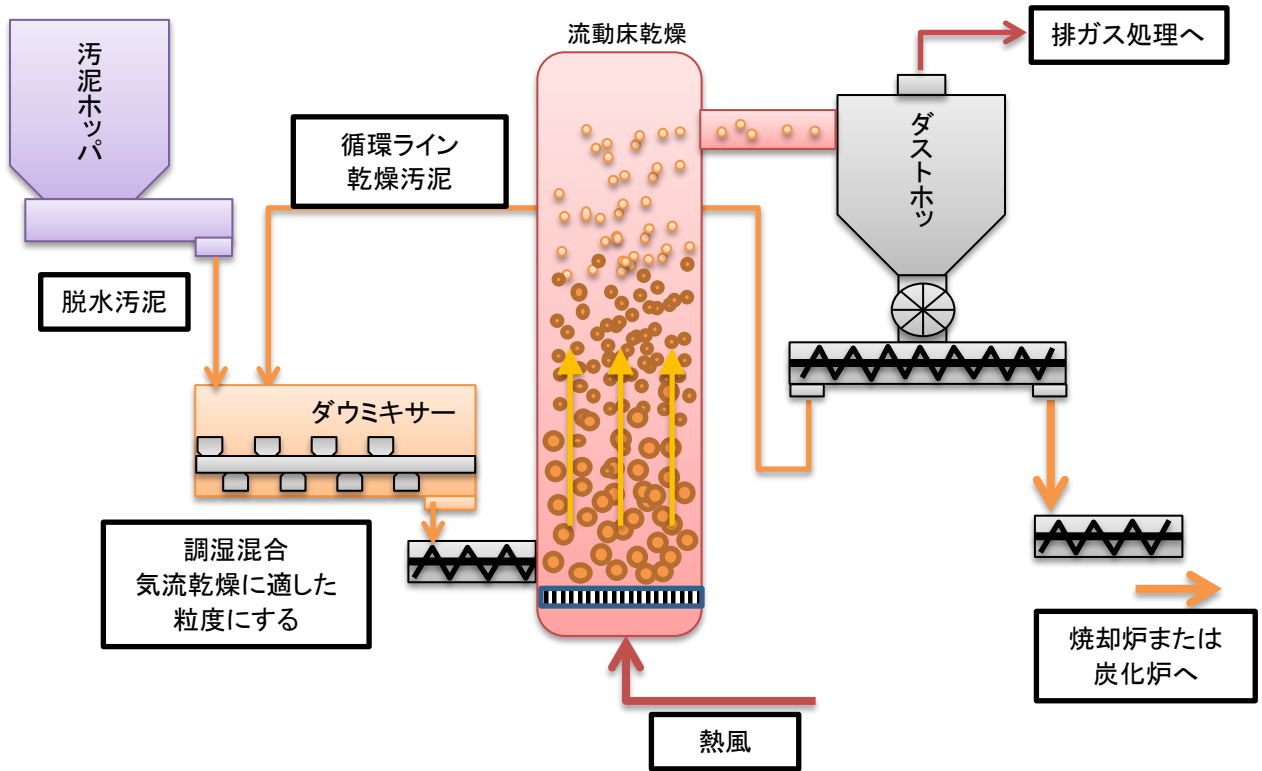 流動床乾燥
排ガス処理へ
汚泥ホッパ
循環ライン
乾燥汚泥
ダストホッ
脱水汚泥
ダウミキサー
調湿混合
気流乾燥に適した
粒度にする
焼却炉または
炭化炉へ
熱風